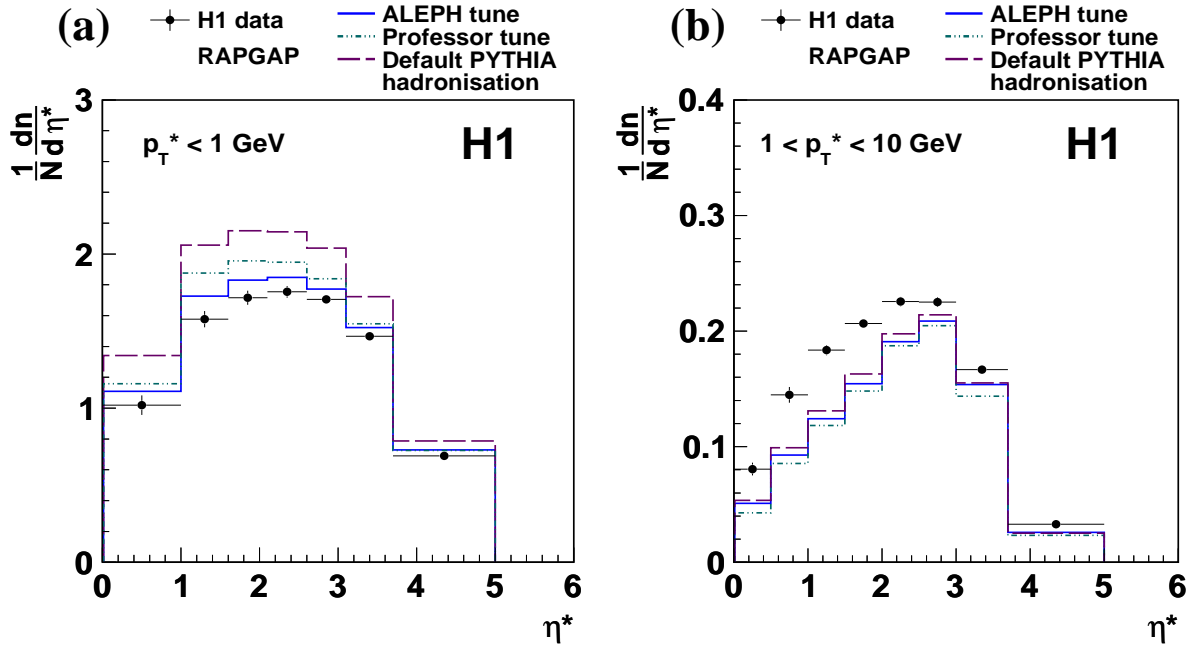 (a)
H1 data
RAPGAP
ALEPH tune
Professor tune
Default PYTHIA
hadronisation
1/N dn/dη*
3
2
1
0
p_T* < 1 GeV
H1
0 1 2 3 4 5 6
η*
(b)
H1 data
RAPGAP
ALEPH tune
Professor tune
Default PYTHIA
hadronisation
1/N dn/dη*
0.4
0.3
0.2
0.1
0
1 < p_T* < 10 GeV
H1
0 1 2 3 4 5 6
η*